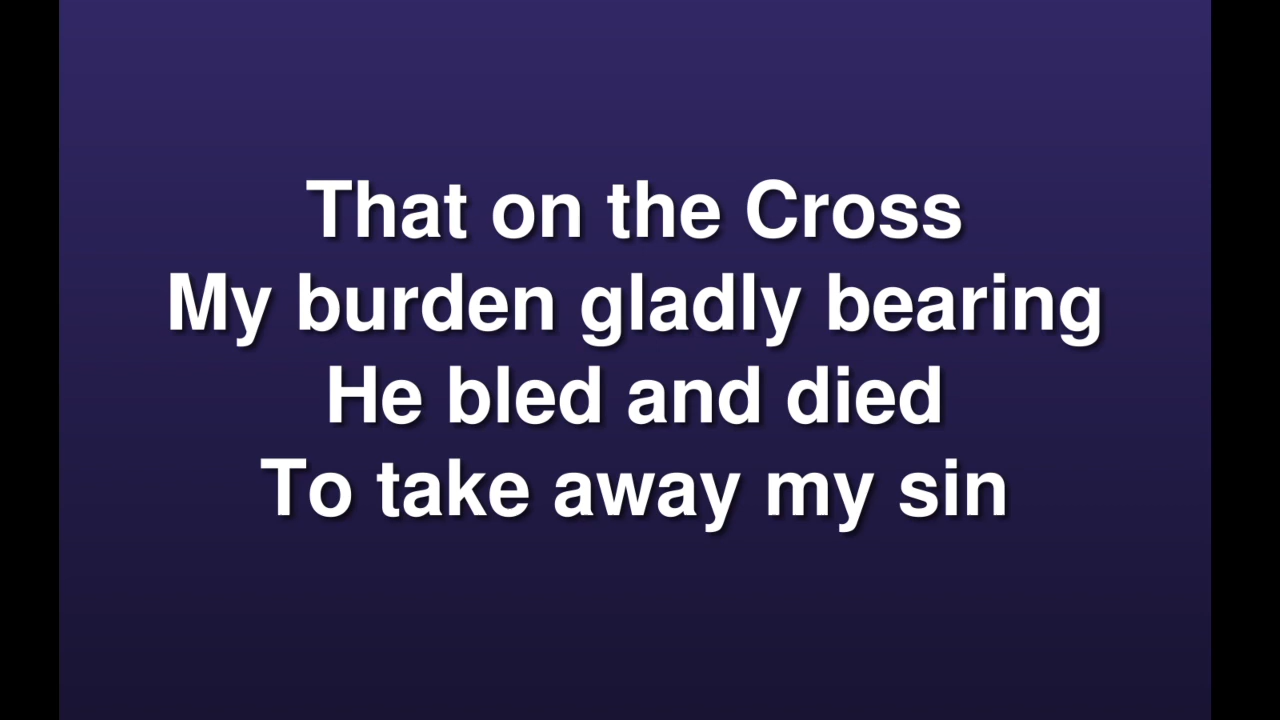 That on the Cross
My burden gladly bearing
He bled and died
To take away my sin